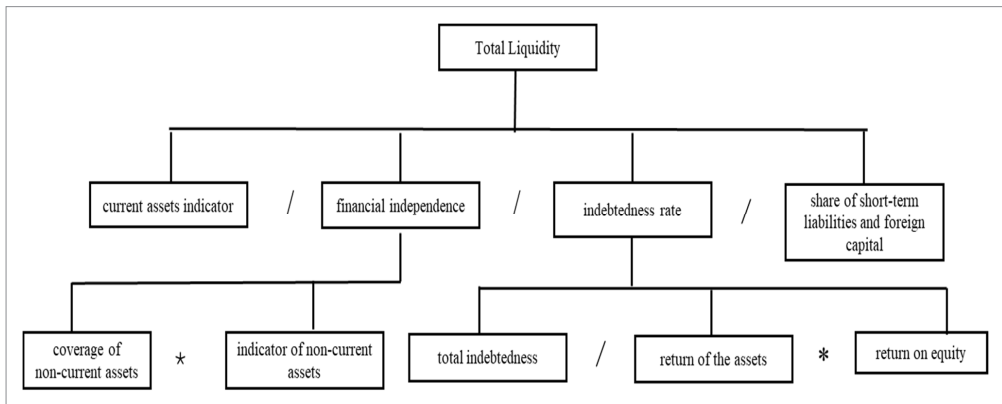 Total Liquidity
current assets indicator / financial independence / indebtedness rate / share of short-term
liabilities and foreign
capital
coverage of
non-current assets * indicator of non-current
assets
total indebtedness / return of the assets * return on equity